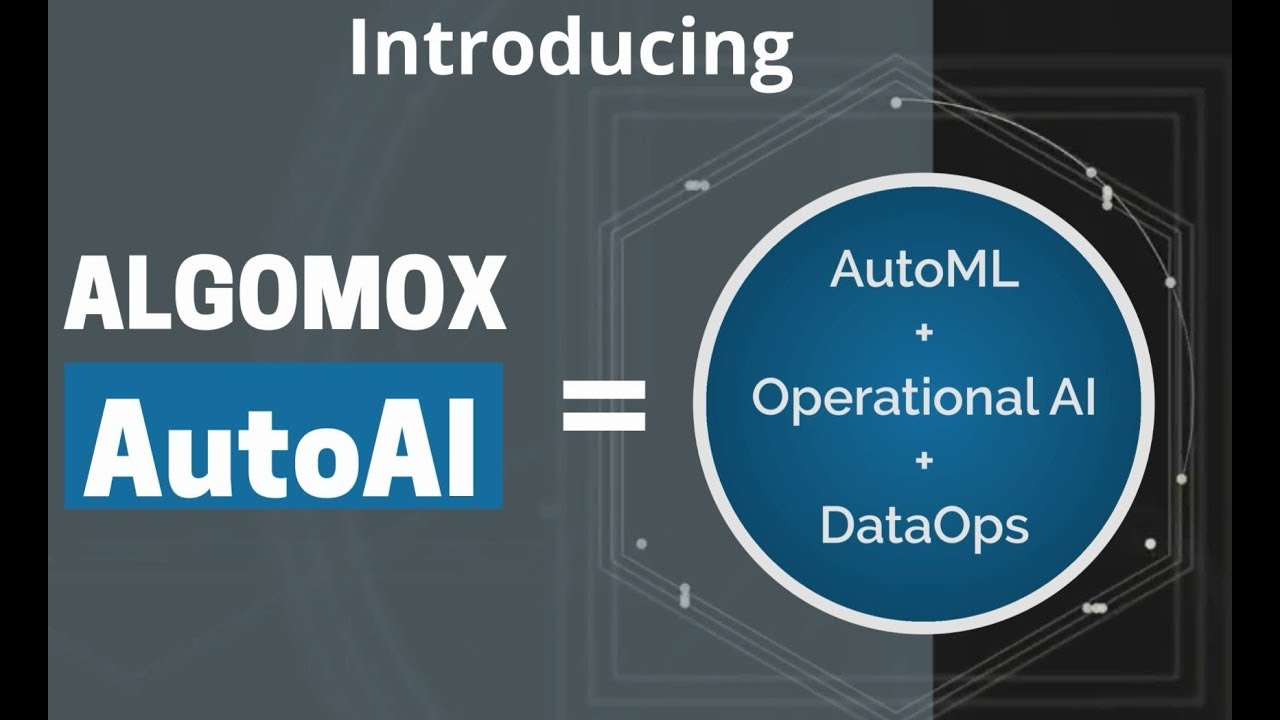 Introducing
ALGOMOX
AutoAI
=
AutoML
+
Operational AI
+
DataOps